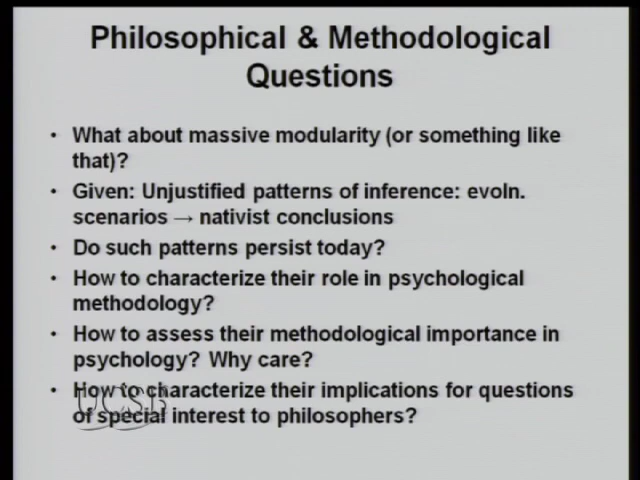 Philosophical & Methodological
Questions
• What about massive modularity (or something like
that)?
• Given: Unjustified patterns of inference: evoln.
scenarios → nativist conclusions
• Do such patterns persist today?
• How to characterize their role in psychological
methodology?
• How to assess their methodological importance in
psychology? Why care?
• How to characterize their implications for questions
of special interest to philosophers?
UCSB